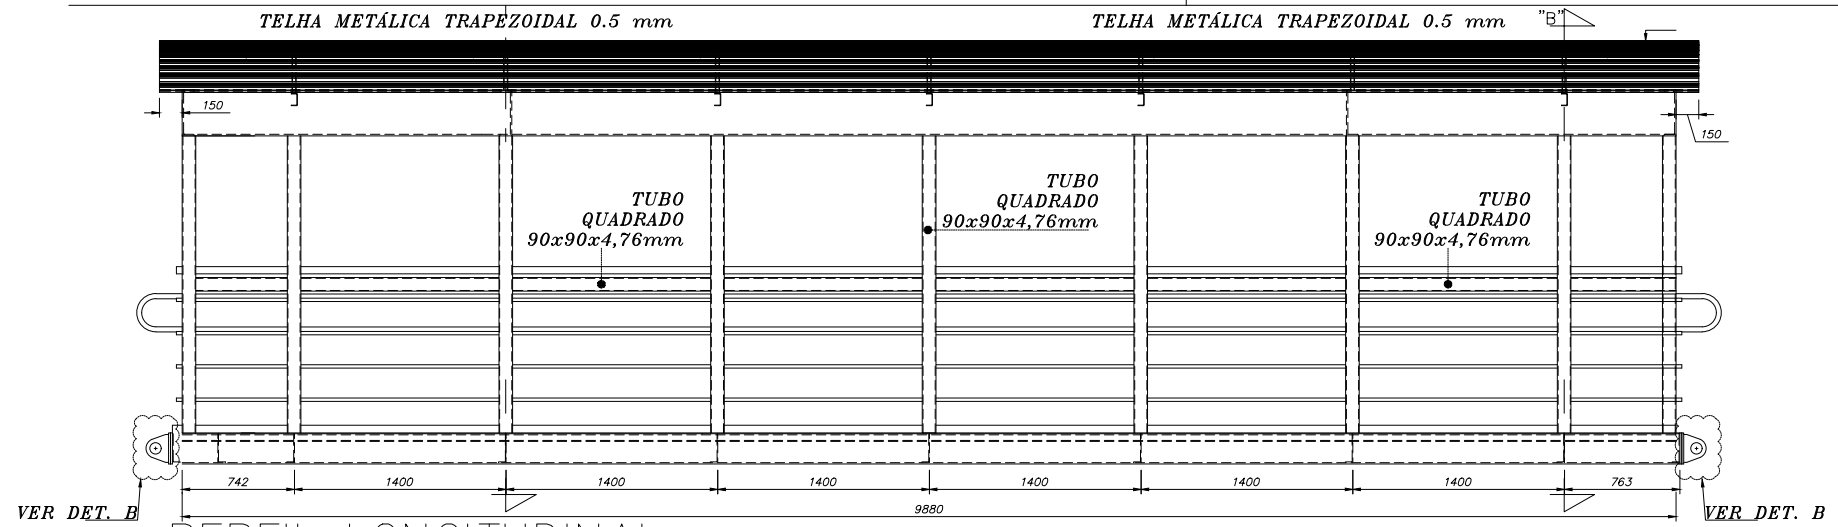 TELHA METÁLICA TRAPEZOIDAL 0.5 mm
TELHA METÁLICA TRAPEZOIDAL 0.5 mm
"B"
150
150
TUBO
QUADRADO
90x90x4,76mm
TUBO
QUADRADO
90x90x4,76mm
TUBO
QUADRADO
90x90x4,76mm
742
1400
1400
1400
1400
1400
1400
763
9880
VER DET. B
VER DET. B
PERFIL LONGITUDINAL